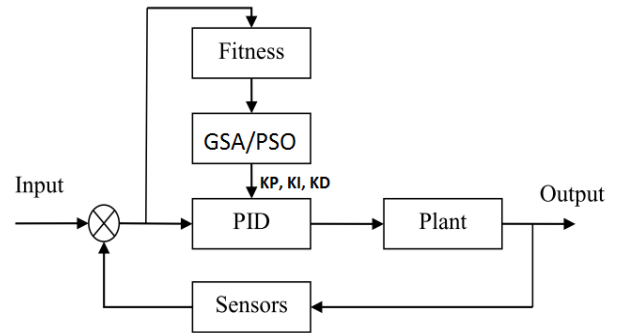 Fitness
GSA/PSO
KP, KI, KD
Input
Output
PID
Plant
Sensors